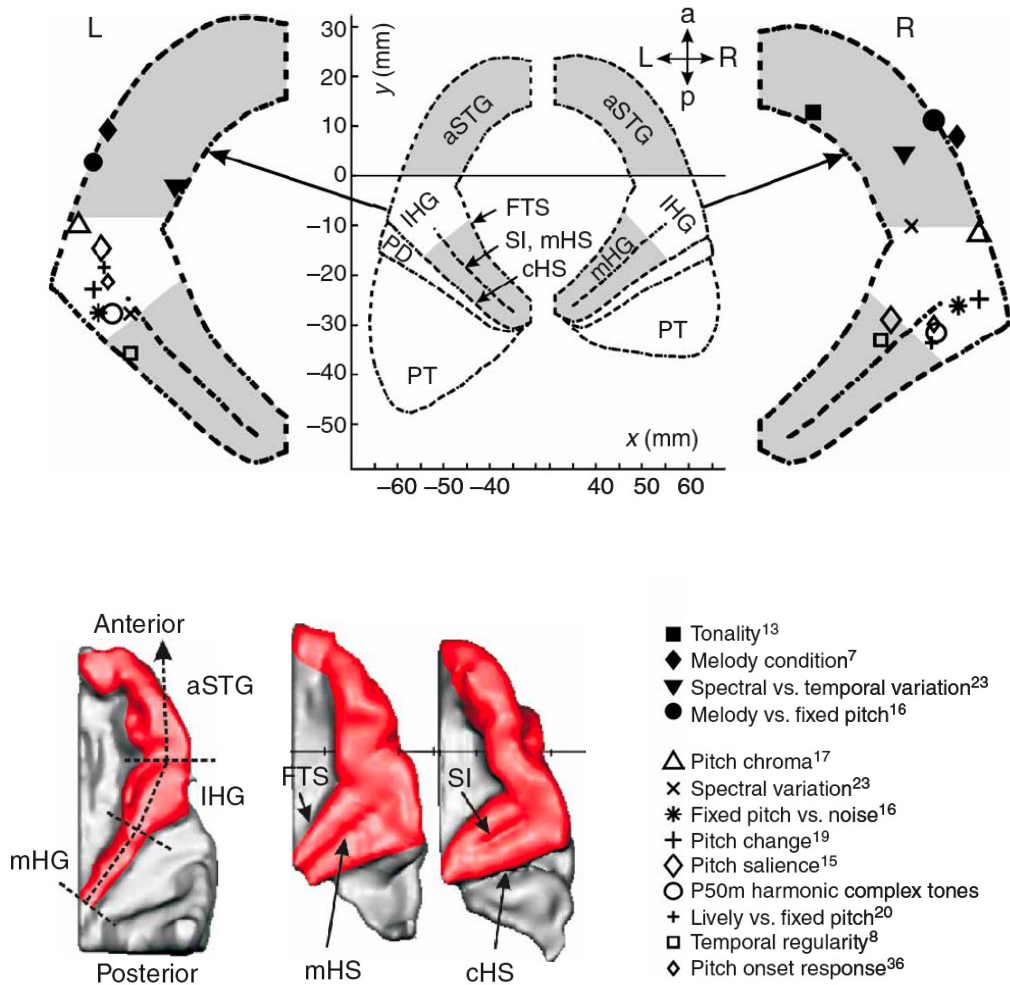 L
R
30
20
10
0
–10
–20
–30
–40
–50
y (mm)
a
L R
p
aSTG
aSTG
lHG
FTS
lHG
SI, mHS
PD
cHS
mHG
PT
PT
x (mm)
–60 –50 –40 40 60
Anterior
aSTG
lHG
mHG
Posterior
FTS
mHS
SI
cHS
Tonality13
Melody condition7
Spectral vs. temporal variation23
Melody vs. fixed pitch16
Pitch chroma17
Spectral variation23
Fixed pitch vs. noise16
Pitch change19
Pitch salience15
P50m harmonic complex tones
Lively vs. fixed pitch20
Temporal regularity8
Pitch onset response36